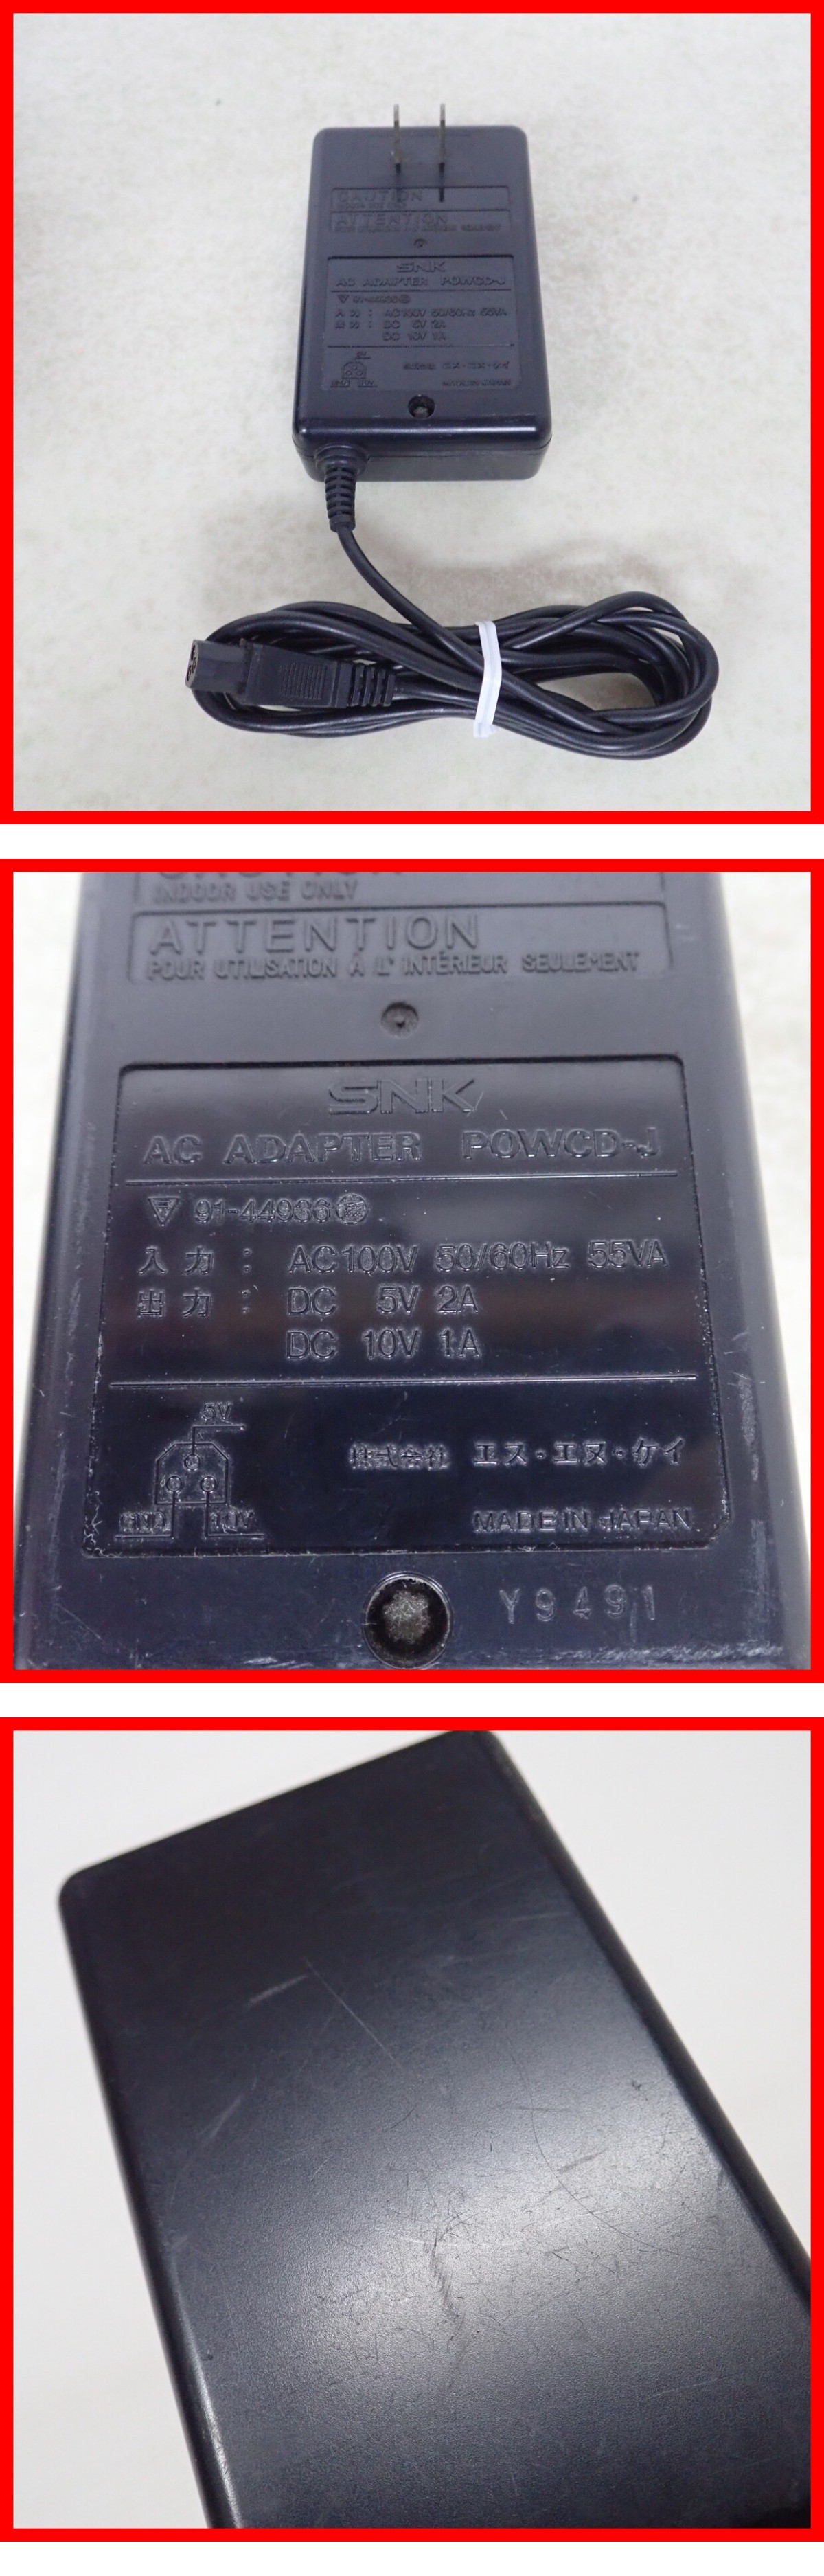 CAUTION
INDOOR USE ONLY
ATTENTION
SNK
AC ADAPTER POWCD-J
入力: AC100V 50/60Hz 55VA
出力: DC 5V 2A
DC 10V 1A
株式会社 エス・エヌ・ケイ
MADE IN JAPAN
CAUTION
INDOOR USE ONLY
ATTENTION
POUR UTILISATION À L'INTÉRIEUR SEULEMENT
SNK
AC ADAPTER POWCD-J
91-44966
入力: AC100V 50/60Hz 55VA
出力: DC 5V 2A
DC 10V 1A
5V
株式会社 エス・エヌ・ケイ
GND 10V
MADE IN JAPAN
Y9491